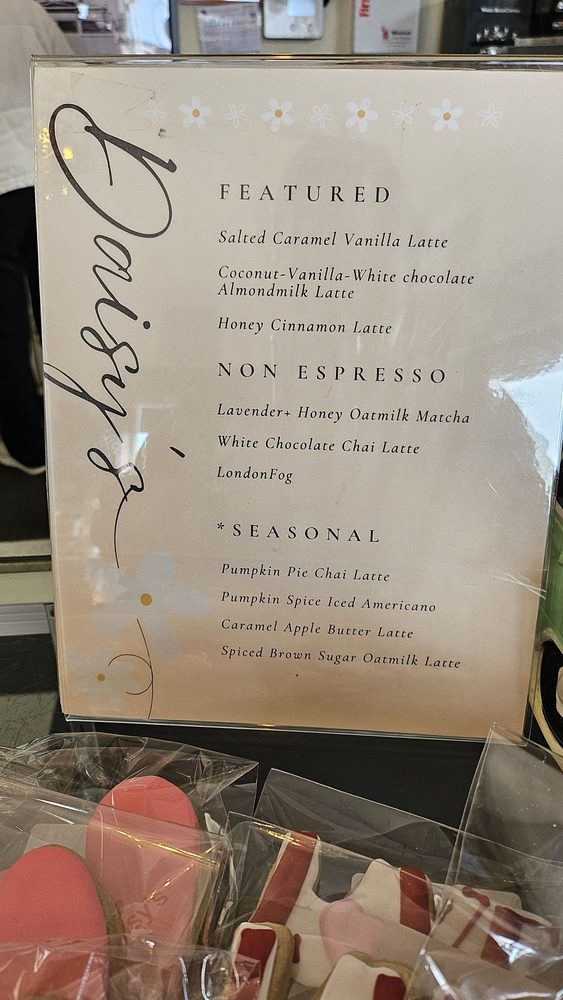 Daisy's
FEATURED
Salted Caramel Vanilla Latte
Coconut-Vanilla-White chocolate
Almondmilk Latte
Honey Cinnamon Latte
NON ESPRESSO
Lavender+ Honey Oatmilk Matcha
White Chocolate Chai Latte
LondonFog
*SEASONAL
Pumpkin Pie Chai Latte
Pumpkin Spice Iced Americano
Caramel Apple Butter Latte
Spiced Brown Sugar Oatmilk Latte